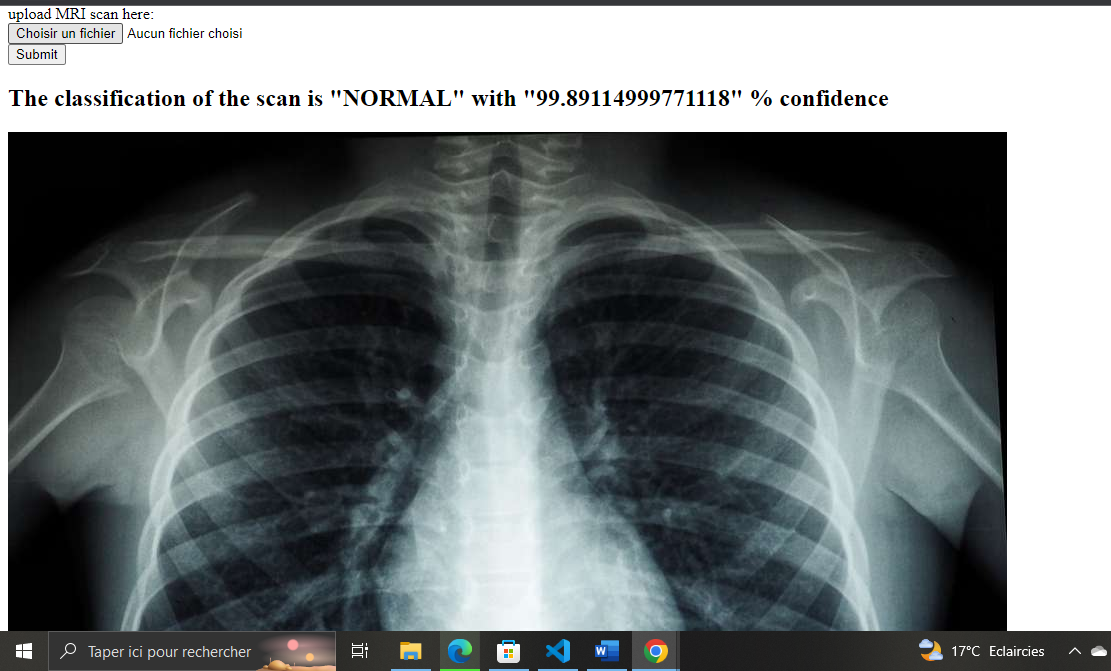 upload MRI scan here:
Choisir un fichier Aucun fichier choisi
Submit
The classification of the scan is "NORMAL" with "99.89114999771118" % confidence
Taper ici pour rechercher
17°C Eclaircies